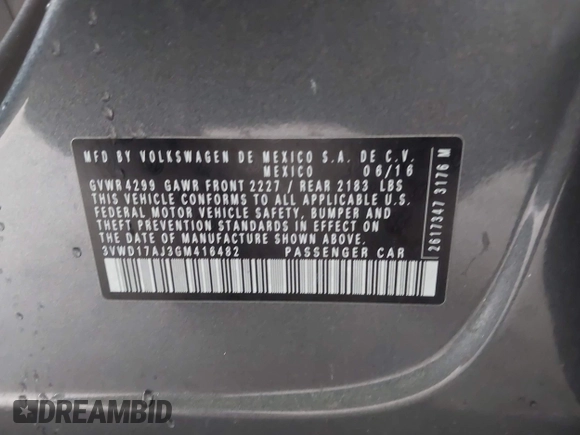 MFD BY VOLKSWAGEN DE MEXICO S.A. DE C.V.
MEXICO 06/16
GVWR 4299 GAWR FRONT 2227 / REAR 2183 LBS
THIS VEHICLE CONFORMS TO ALL APPLICABLE U.S.
FEDERAL MOTOR VEHICLE SAFETY, BUMPER AND
THEFT PREVENTION STANDARDS IN EFFECT ON
THE DATE OF MANUFACTURE SHOWN ABOVE.
3VWD17AJ3GM416482 PASSENGER CAR
2617347 3176 M
DREAMBID